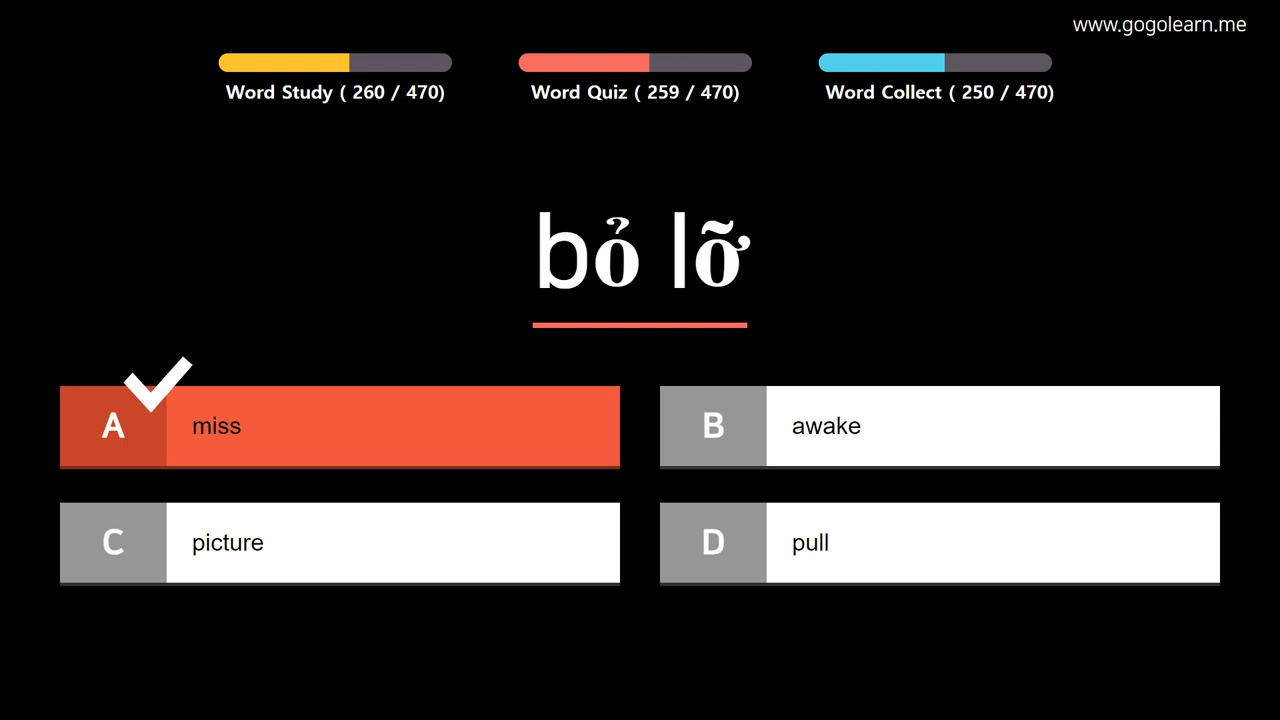 www.gogolearn.me
Word Study ( 260 / 470)
Word Quiz ( 259 / 470)
Word Collect ( 250 / 470)
bỏ lỡ
A miss
B awake
C picture
D pull